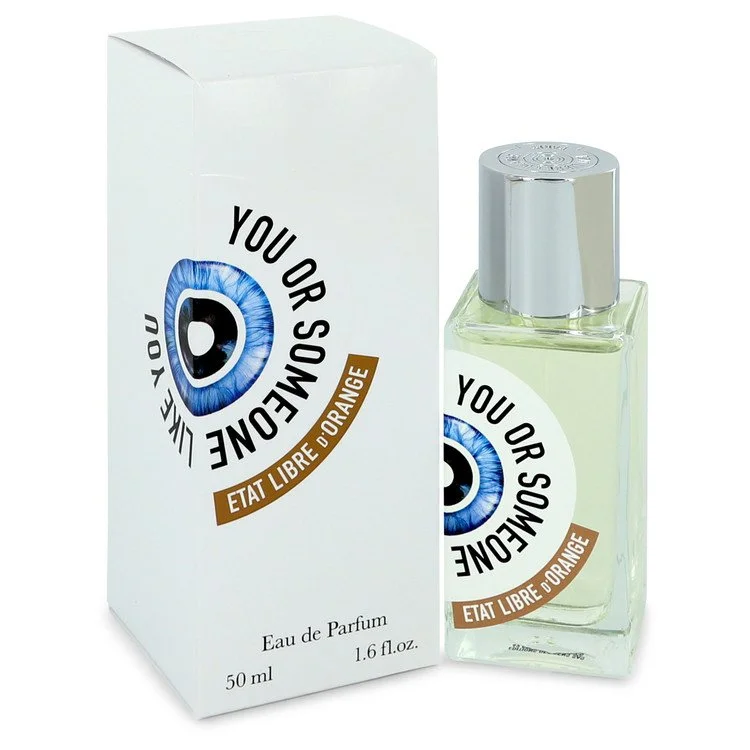 YOU OR SOMEONE LIKE YOU
ETAT LIBRE D'ORANGE
Eau de Parfum
50 ml 1.6 fl.oz.
YOU OR SOMEONE
ETAT LIBRE D'ORANGE